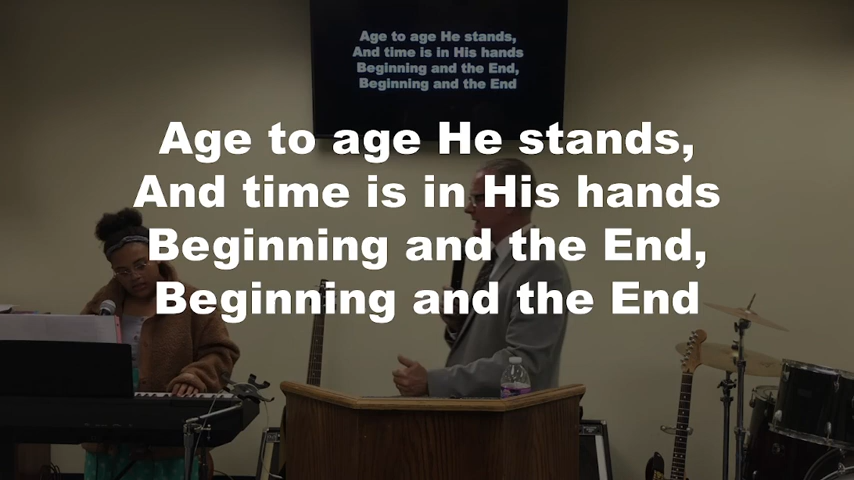 Age to age He stands,
And time is in His hands
Beginning and the End,
Beginning and the End
Age to age He stands,
And time is in His hands
Beginning and the End,
Beginning and the End